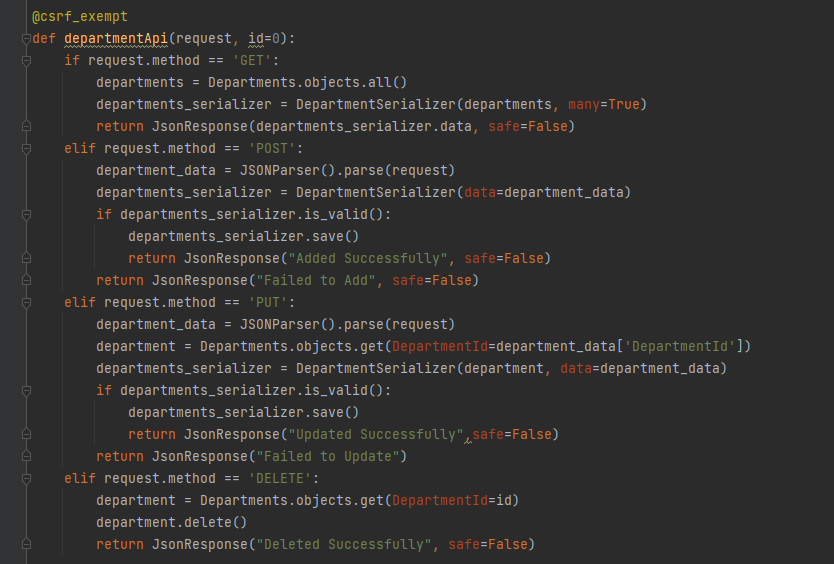 @csrf_exempt
def departmentApi(request, id=0):
    if request.method == 'GET':
        departments = Departments.objects.all()
        departments_serializer = DepartmentSerializer(departments, many=True)
        return JsonResponse(departments_serializer.data, safe=False)
    elif request.method == 'POST':
        department_data = JSONParser().parse(request)
        departments_serializer = DepartmentSerializer(data=department_data)
        if departments_serializer.is_valid():
            departments_serializer.save()
            return JsonResponse("Added Successfully", safe=False)
        return JsonResponse("Failed to Add", safe=False)
    elif request.method == 'PUT':
        department_data = JSONParser().parse(request)
        department = Departments.objects.get(DepartmentId=department_data['DepartmentId'])
        departments_serializer = DepartmentSerializer(department, data=department_data)
        if departments_serializer.is_valid():
            departments_serializer.save()
            return JsonResponse("Updated Successfully",safe=False)
        return JsonResponse("Failed to Update")
    elif request.method == 'DELETE':
        department = Departments.objects.get(DepartmentId=id)
        department.delete()
        return JsonResponse("Deleted Successfully", safe=False)